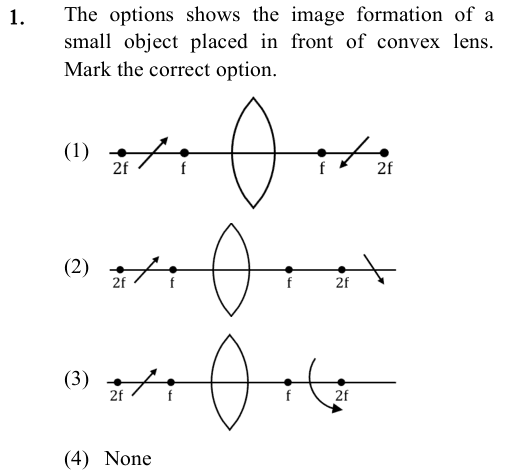 1. The options shows the image formation of a
small object placed in front of convex lens.
Mark the correct option.
(1) 2f f f 2f
(2) 2f f f 2f
(3) 2f f f 2f
(4) None